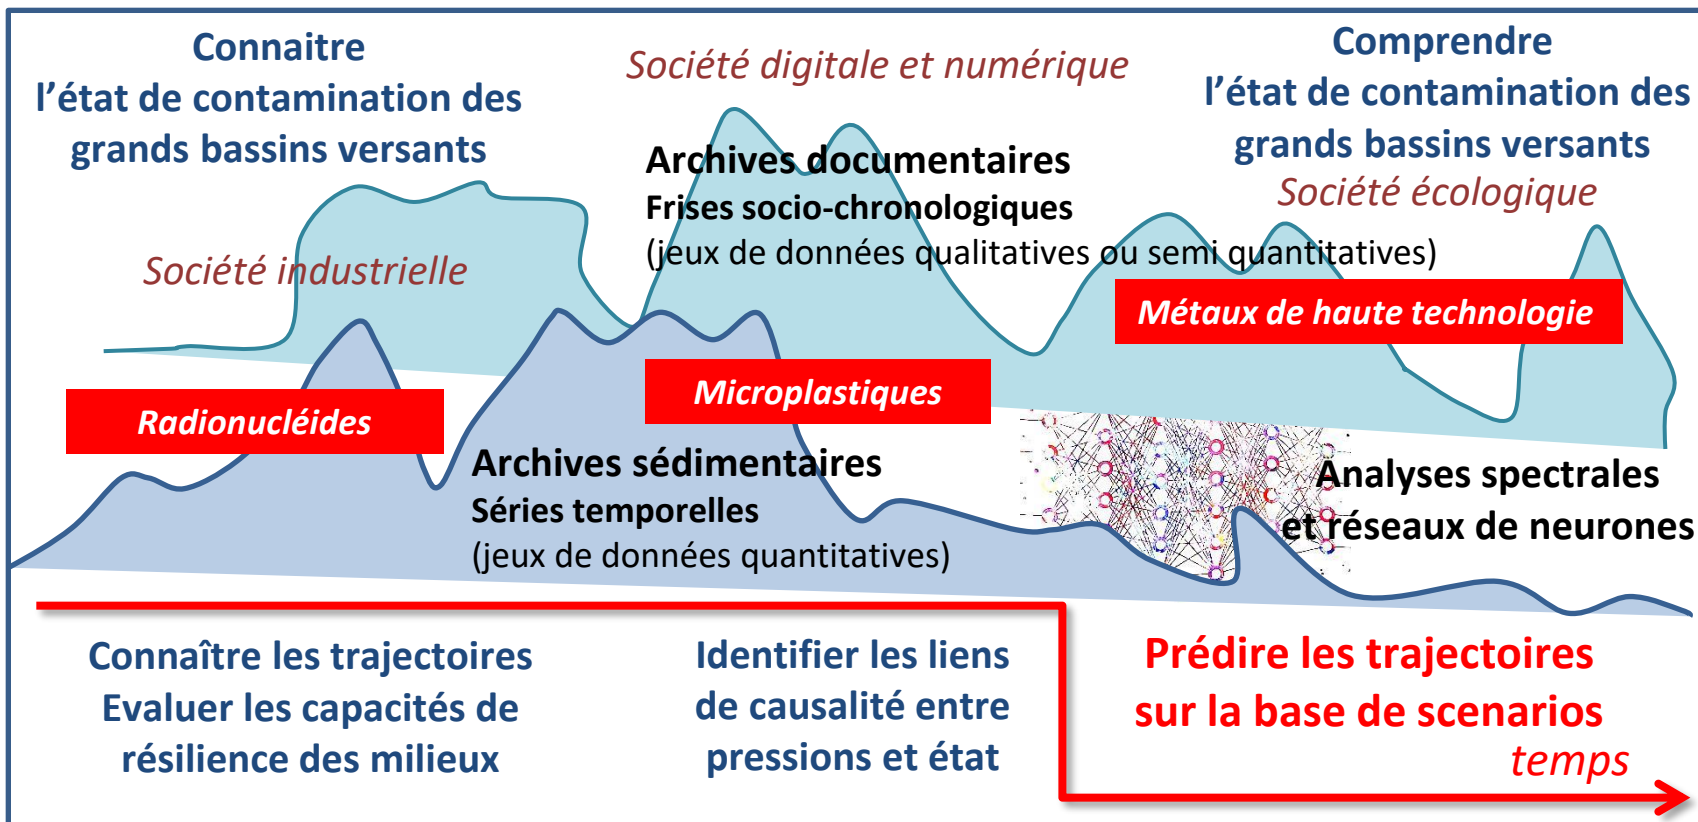 Connaitre
l'état de contamination des
grands bassins versants
Société digitale et numérique
Comprendre
l'état de contamination des
grands bassins versants
Société écologique
Archives documentaires
Frises socio-chronologiques
(jeux de données qualitatives ou semi quantitatives)
Société industrielle
Métaux de haute technologie
Microplastiques
Radionucléides
Archives sédimentaires
Séries temporelles
(jeux de données quantitatives)
Analyses spectrales
et réseaux de neurones
Connaître les trajectoires
Evaluer les capacités de
résilience des milieux
Identifier les liens
de causalité entre
pressions et état
Prédire les trajectoires
sur la base de scenarios
temps